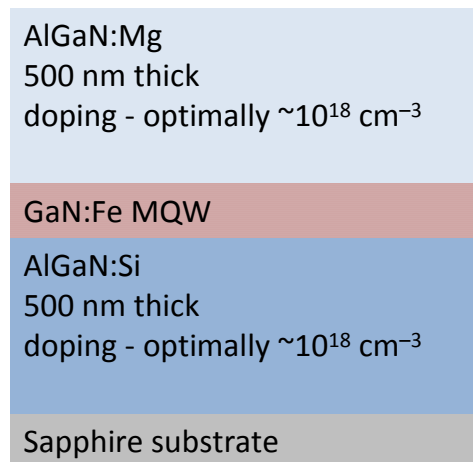 AlGaN:Mg
500 nm thick
doping - optimally ~10¹⁸ cm⁻³
GaN:Fe MQW
AlGaN:Si
500 nm thick
doping - optimally ~10¹⁸ cm⁻³
Sapphire substrate